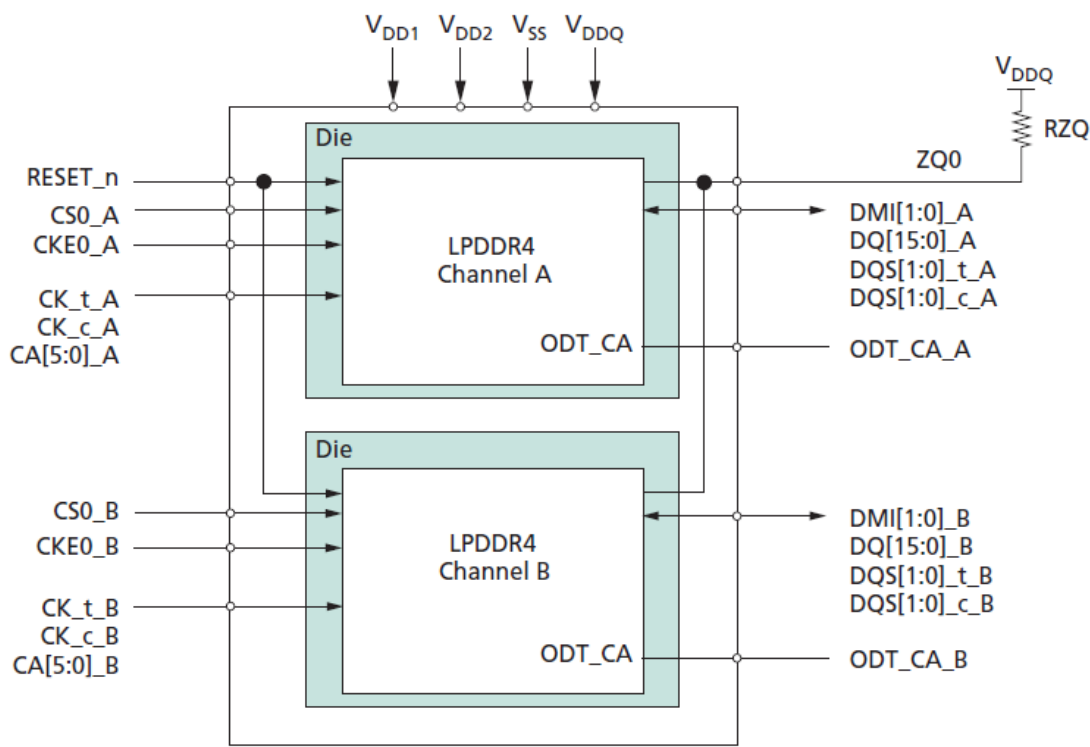 VDD1 VDD2 VSS VDDQ
VDDQ
RZQ
Die
RESET_n
ZQ0
CS0_A
DMI[1:0]_A
CKE0_A
DQ[15:0]_A
LPDDR4
Channel A
DQS[1:0]_t_A
CK_t_A
DQS[1:0]_c_A
CK_c_A
CA[5:0]_A
ODT_CA
ODT_CA_A
Die
CS0_B
DMI[1:0]_B
CKE0_B
DQ[15:0]_B
LPDDR4
Channel B
DQS[1:0]_t_B
CK_t_B
DQS[1:0]_c_B
CK_c_B
CA[5:0]_B
ODT_CA
ODT_CA_B